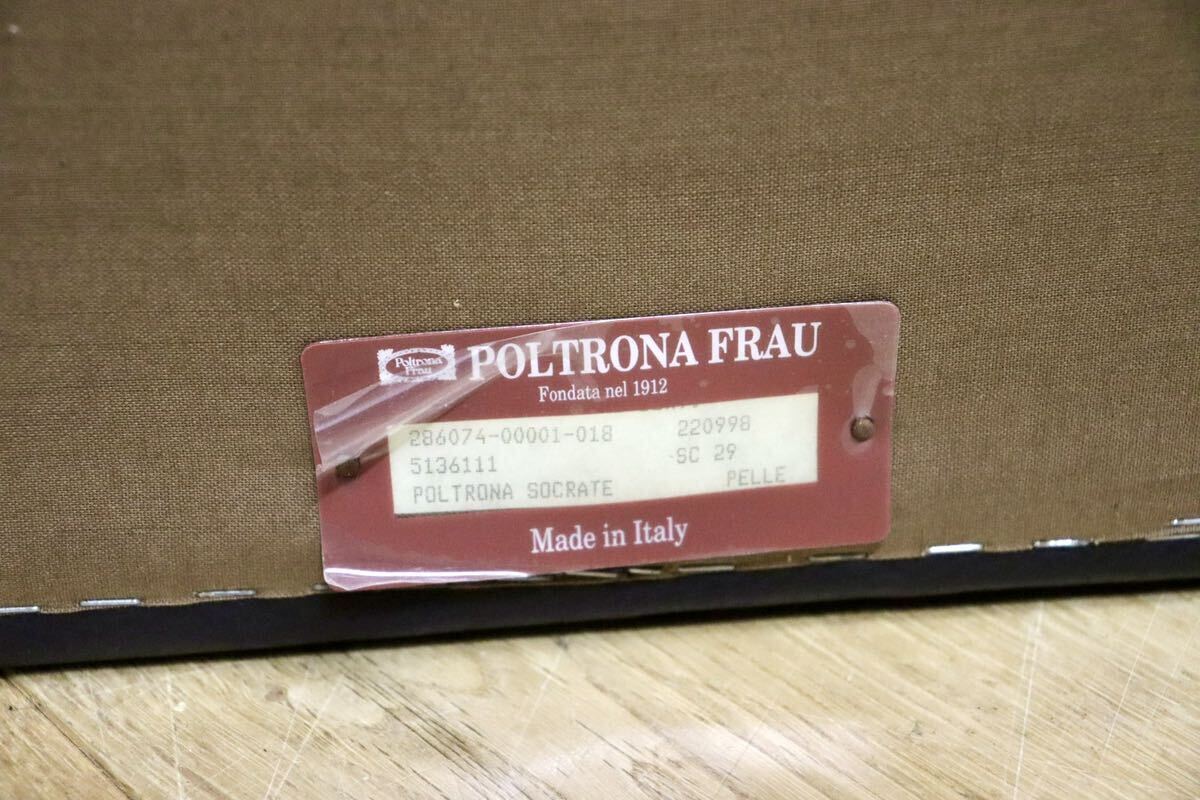 Poltrona
Frau
POLTRONA FRAU
Fondata nel 1912
286074-00001-018 220998
5136111 SC 29
POLTRONA SOCRATE PELLE
Made in Italy